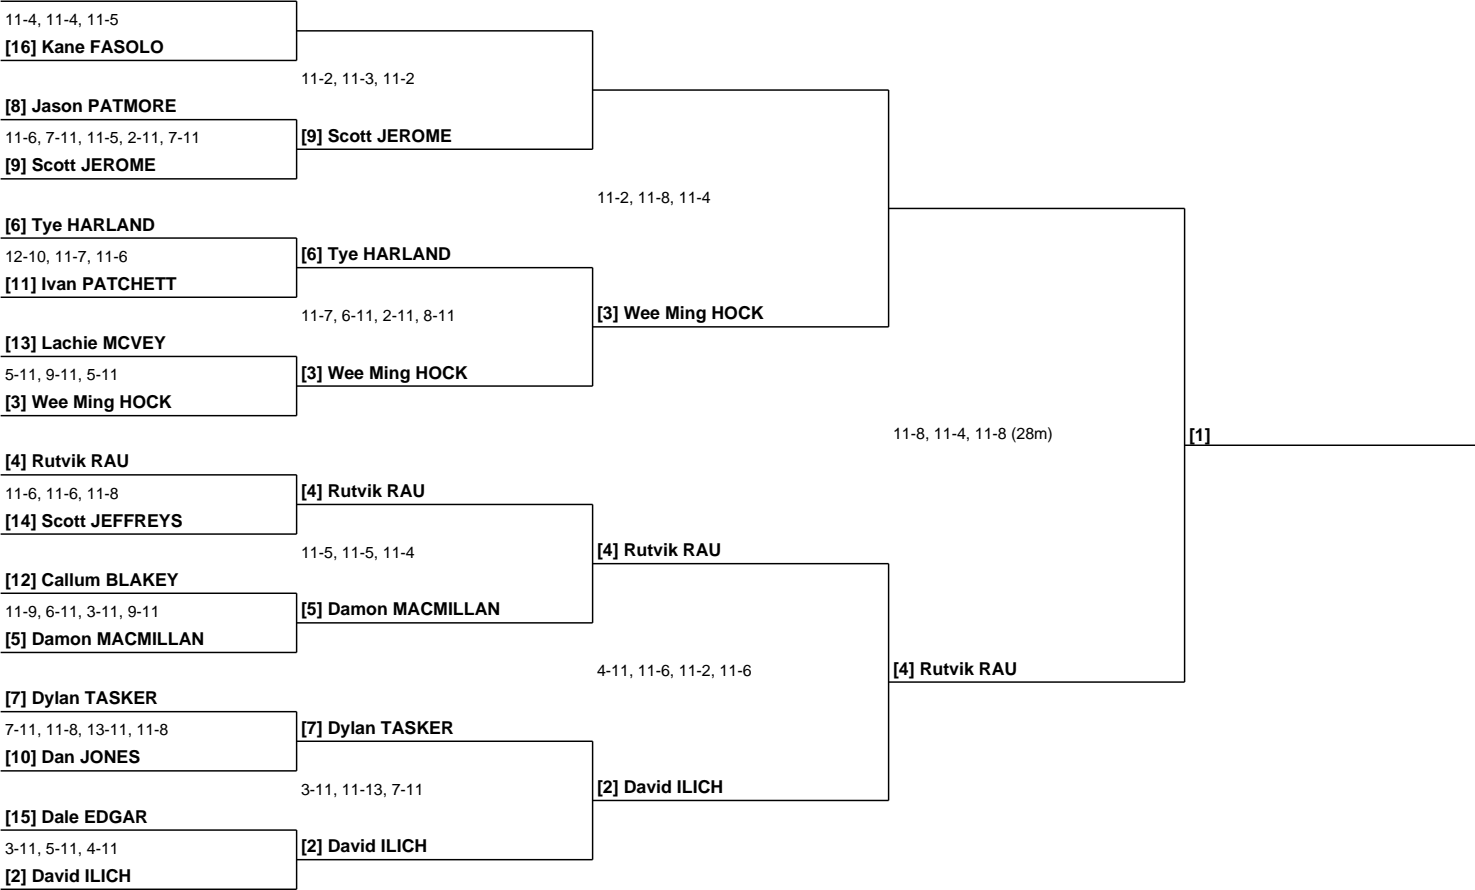 11-4, 11-4, 11-5
[16] Kane FASOLO
11-2, 11-3, 11-2
[8] Jason PATMORE
11-6, 7-11, 11-5, 2-11, 7-11
[9] Scott JEROME
[9] Scott JEROME
11-2, 11-8, 11-4
[6] Tye HARLAND
12-10, 11-7, 11-6
[6] Tye HARLAND
[11] Ivan PATCHETT
11-7, 6-11, 2-11, 8-11
[3] Wee Ming HOCK
[13] Lachie MCVEY
5-11, 9-11, 5-11
[3] Wee Ming HOCK
[3] Wee Ming HOCK
11-8, 11-4, 11-8 (28m)
[1]
[4] Rutvik RAU
11-6, 11-6, 11-8
[4] Rutvik RAU
[14] Scott JEFFREYS
11-5, 11-5, 11-4
[4] Rutvik RAU
[12] Callum BLAKEY
11-9, 6-11, 3-11, 9-11
[5] Damon MACMILLAN
[5] Damon MACMILLAN
4-11, 11-6, 11-2, 11-6
[4] Rutvik RAU
[7] Dylan TASKER
7-11, 11-8, 13-11, 11-8
[7] Dylan TASKER
[10] Dan JONES
3-11, 11-13, 7-11
[2] David ILICH
[15] Dale EDGAR
3-11, 5-11, 4-11
[2] David ILICH
[2] David ILICH